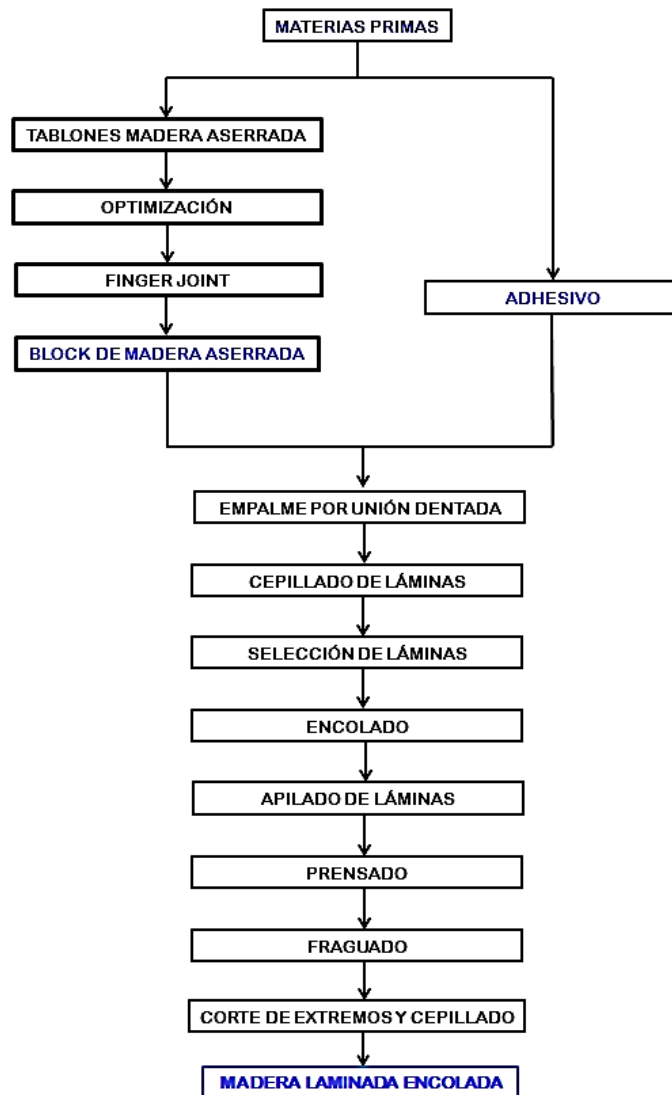 MATERIAS PRIMAS
TABLONES MADERA ASERRADA
OPTIMIZACIÓN
FINGER JOINT
ADHESIVO
BLOCK DE MADERA ASERRADA
EMPALME POR UNIÓN DENTADA
CEPILLADO DE LÁMINAS
SELECCIÓN DE LÁMINAS
ENCOLADO
APILADO DE LÁMINAS
PRENSADO
FRAGUADO
CORTE DE EXTREMOS Y CEPILLADO
MADERA LAMINADA ENCOLADA